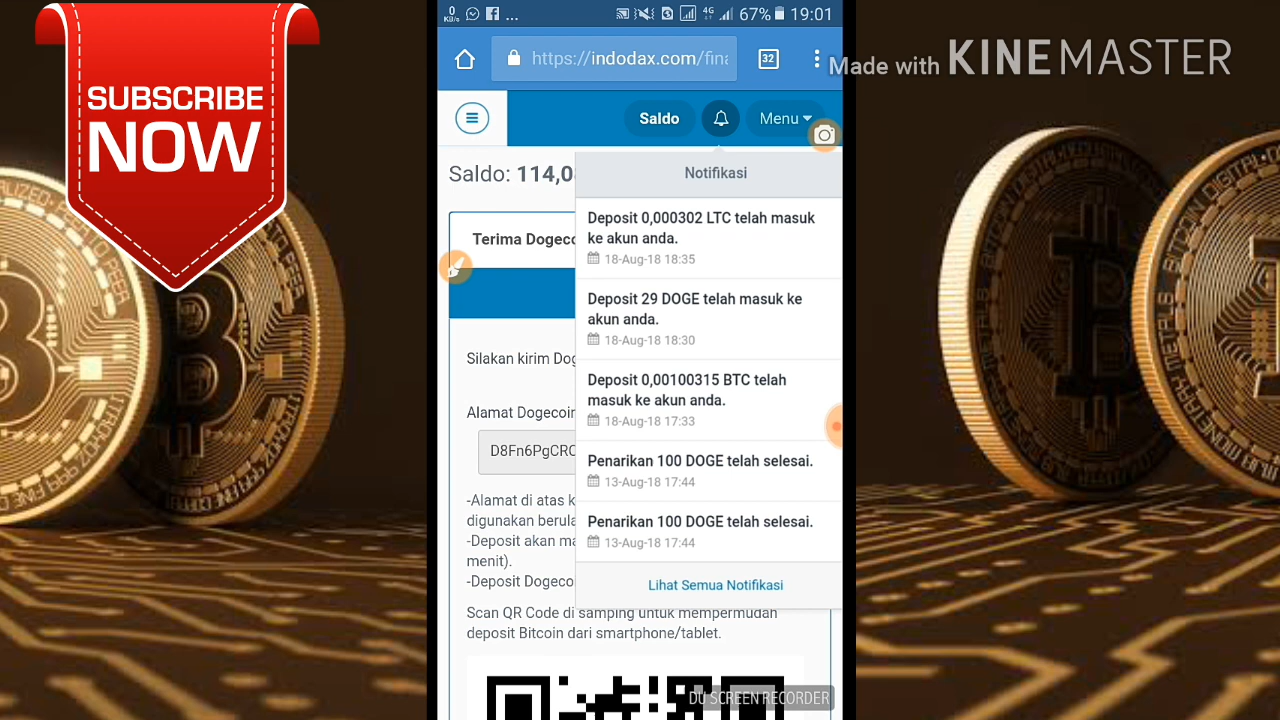 SUBSCRIBE
NOW
0
KB/s
...
4G
67%
19:01
https://indodax.com/fina
32
Made with KINEMASTER
Saldo
Menu
Saldo: 114,0
Notifikasi
Terima Dogeco
Deposit 0,000302 LTC telah masuk
ke akun anda.
18-Aug-18 18:35
Deposit 29 DOGE telah masuk ke
akun anda.
18-Aug-18 18:30
Silakan kirim Dog
Deposit 0,00100315 BTC telah
masuk ke akun anda.
18-Aug-18 17:33
Alamat Dogecoin
D8Fn6PgCRC
Penarikan 100 DOGE telah selesai.
13-Aug-18 17:44
-Alamat di atas k
digunakan berula
-Deposit akan ma
menit).
-Deposit Dogeco
Penarikan 100 DOGE telah selesai.
13-Aug-18 17:44
Lihat Semua Notifikasi
Scan QR Code di samping untuk mempermudah
deposit Bitcoin dari smartphone/tablet.
DU SCREEN RECORDER